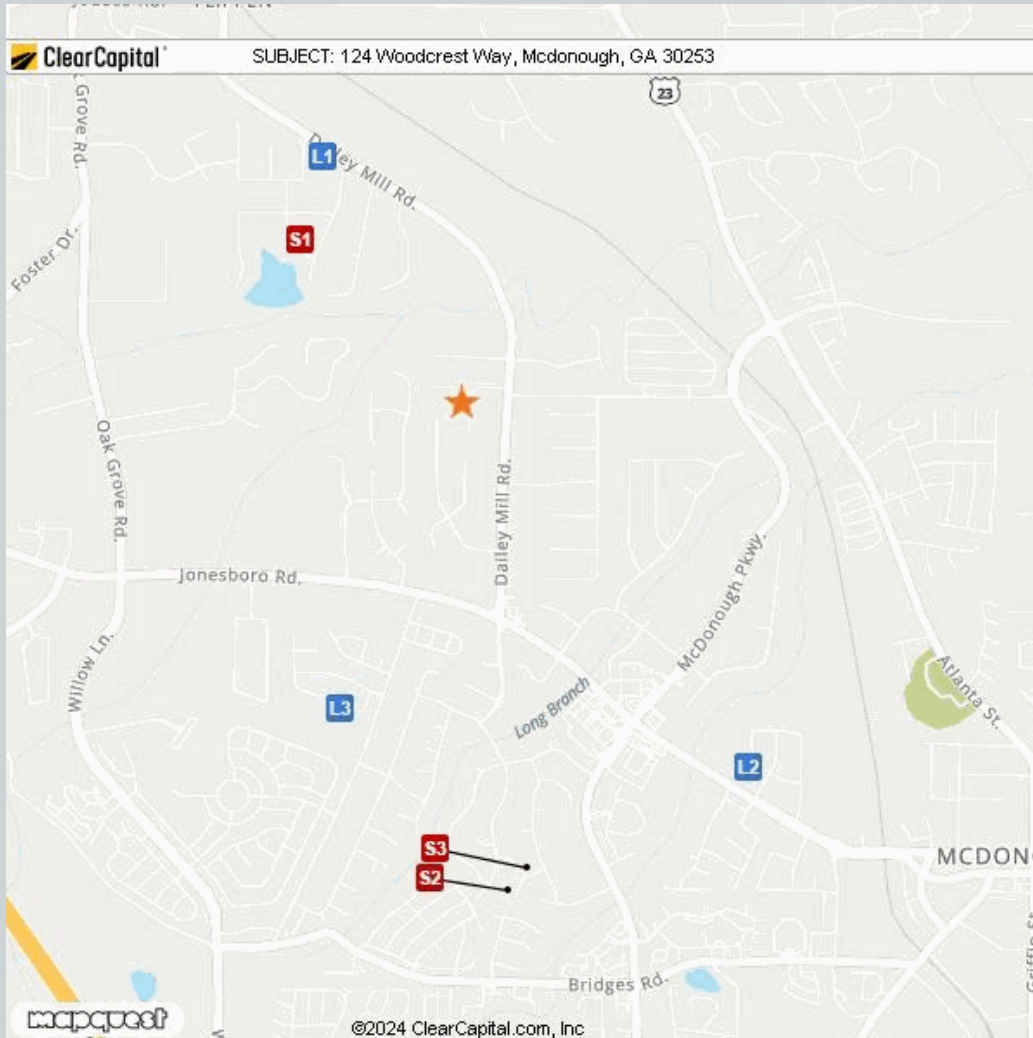 ClearCapital SUBJECT: 124 Woodcrest Way, Mcdonough, GA 30253
23
Grove Rd.
L1
Dailey Mill Rd.
S1
Foster Dr.
Oak Grove Rd.
Dailey Mill Rd.
Jonesboro Rd.
McDonough Pkwy.
Willow Ln.
Atlanta St.
Long Branch
L3
L2
S3
S2
MCDONO
Bridges Rd.
Griffin St.
mapquest
©2024 ClearCapital.com, Inc